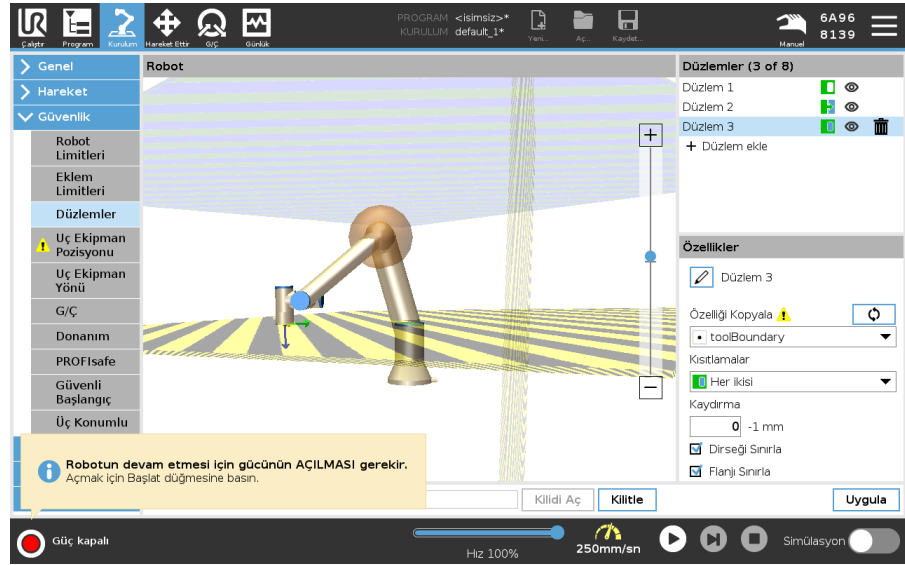 UR
PROGRAM <isimsiz>*
KURULUM default_1*
Çalıştır
Program
Kurulum
Hareket Ettir
G/Ç
Günlük
Yeni...
Aç...
Kaydet...
Manuel
6A96
8139
Genel
Hareket
Güvenlik
Robot
Limitleri
Eklem
Limitleri
Düzlemler
Uç Ekipman
Pozisyonu
Uç Ekipman
Yönü
G/Ç
Donanım
PROFIsafe
Güvenli
Başlangıç
Üç Konumlu
Robot
Düzlemler (3 of 8)
Düzlem 1
Düzlem 2
Düzlem 3
+ Düzlem ekle
Özellikler
Düzlem 3
Özelliği Kopyala
toolBoundary
Kısıtlamalar
Her ikisi
Kaydırma
0 -1 mm
Dirseği Sınırla
Flanjı Sınırla
Robotun devam etmesi için gücünün AÇILMASI gerekir.
Açmak için Başlat düğmesine basın.
Kilidi Aç
Kilitle
Uygula
Güç kapalı
Hız 100%
250mm/sn
Simülasyon